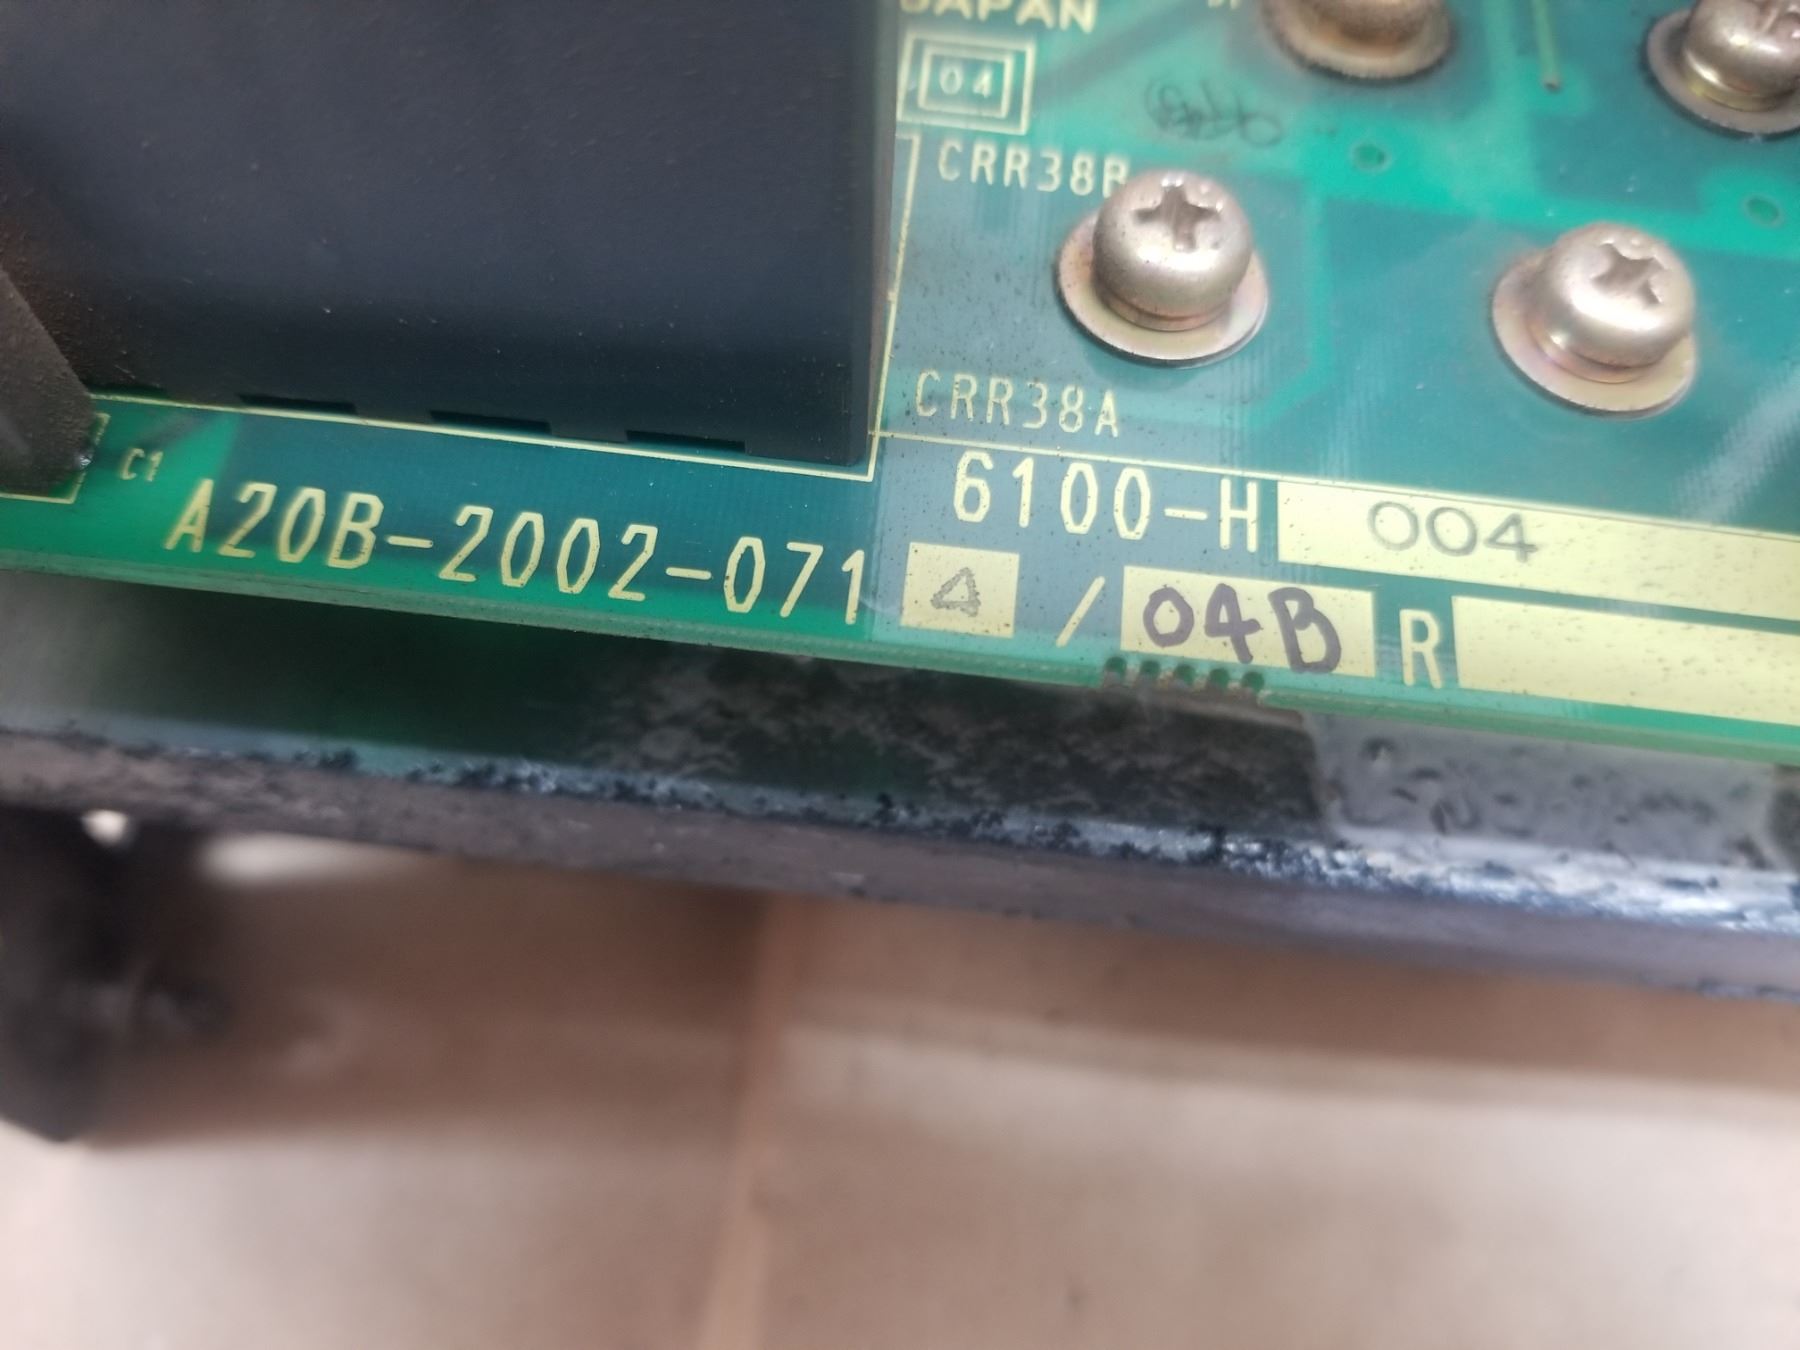 JAPAN
04
CRR38B
CRR38A
C1
6100-H 004
A20B-2002-071 4 / 04B R